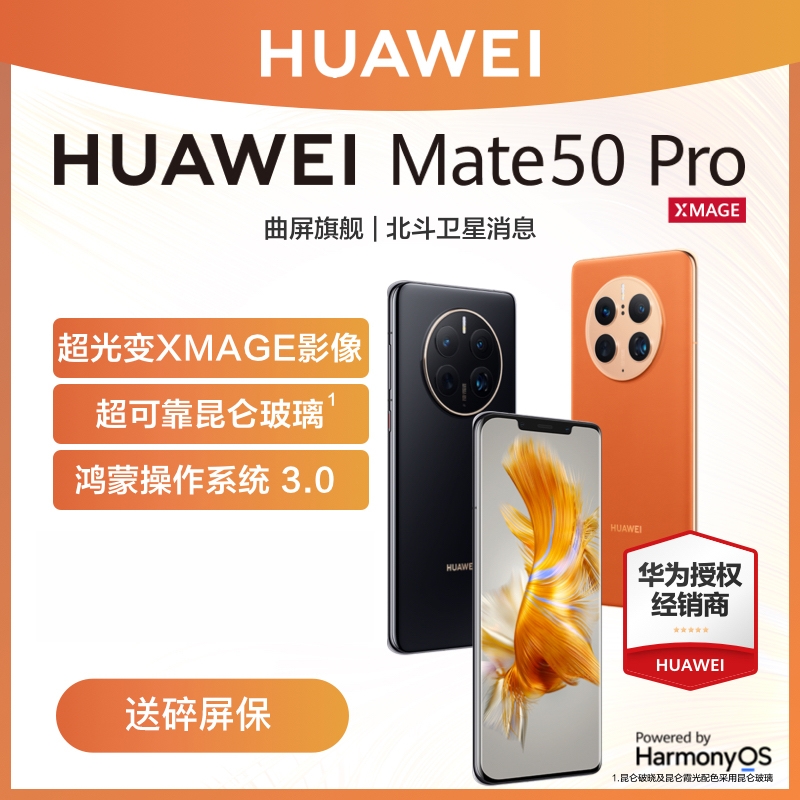 HUAWEI
HUAWEI Mate50 Pro
XMAGE
曲屏旗舰 | 北斗卫星消息
超光变XMAGE影像
超可靠昆仑玻璃1
鸿蒙操作系统 3.0
HUAWEI
HUAWEI
华为授权
经销商
HUAWEI
送碎屏保
Powered by
HarmonyOS
1.昆仑破晓及昆仑霞光配色采用昆仑玻璃